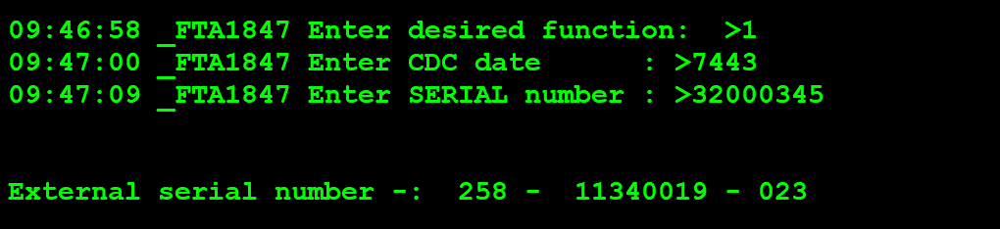 09:46:58 _FTA1847 Enter desired function:  >1
09:47:00 _FTA1847 Enter CDC date      : >7443
09:47:09 _FTA1847 Enter SERIAL number : >32000345
External serial number -:  258 -  11340019 - 023